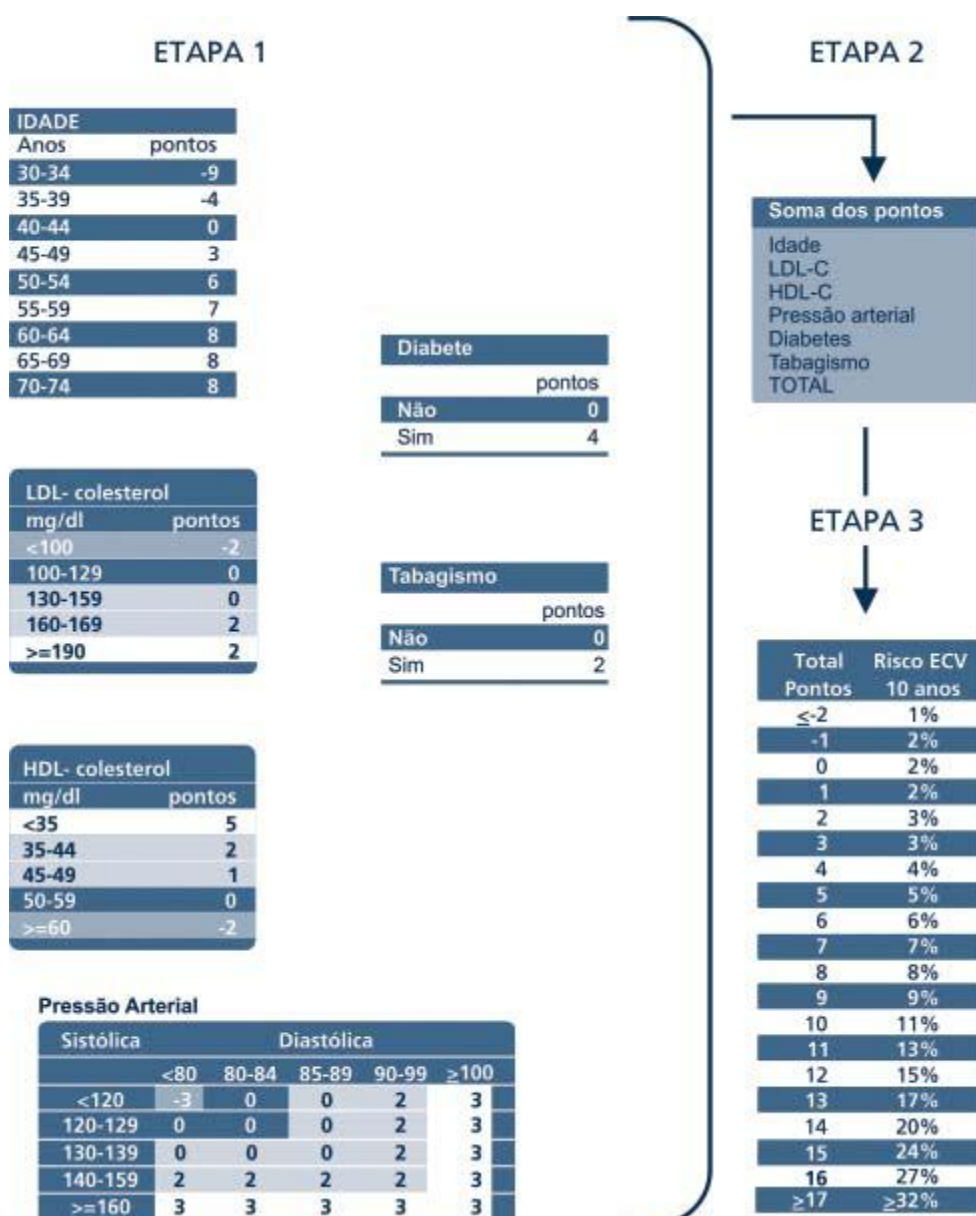 ETAPA 1
IDADE
Anos pontos
30-34 -9
35-39 -4
40-44 0
45-49 3
50-54 6
55-59 7
60-64 8
65-69 8
70-74 8
LDL- colesterol
mg/dl pontos
<100 -2
100-129 0
130-159 0
160-169 2
>=190 2
HDL- colesterol
mg/dl pontos
<35 5
35-44 2
45-49 1
50-59 0
>=60 -2
Diabete
pontos
Não 0
Sim 4
Tabagismo
pontos
Não 0
Sim 2
Pressão Arterial
Sistólica Diastólica
<80 80-84 85-89 90-99 ≥100
<120 -3 0 0 2 3
120-129 0 0 0 2 3
130-139 0 0 0 2 3
140-159 2 2 2 2 3
>=160 3 3 3 3 3
ETAPA 2
Soma dos pontos
Idade
LDL-C
HDL-C
Pressão arterial
Diabetes
Tabagismo
TOTAL
ETAPA 3
Total Risco ECV
Pontos 10 anos
≤-2 1%
-1 2%
0 2%
1 2%
2 3%
3 3%
4 4%
5 5%
6 6%
7 7%
8 8%
9 9%
10 11%
11 13%
12 15%
13 17%
14 20%
15 24%
16 27%
≥17 ≥32%